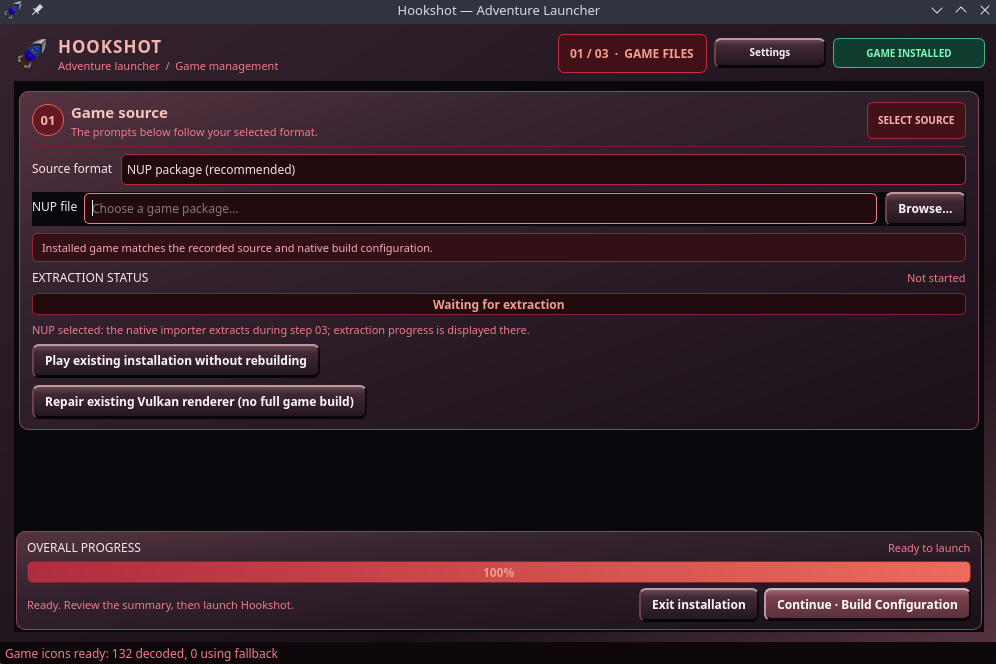 Hookshot — Adventure Launcher
HOOKSHOT
Adventure launcher / Game management
01 / 03 · GAME FILES
Settings
GAME INSTALLED
01
Game source
The prompts below follow your selected format.
SELECT SOURCE
Source format
NUP package (recommended)
NUP file
Choose a game package...
Browse...
Installed game matches the recorded source and native build configuration.
EXTRACTION STATUS
Not started
Waiting for extraction
NUP selected: the native importer extracts during step 03; extraction progress is displayed there.
Play existing installation without rebuilding
Repair existing Vulkan renderer (no full game build)
OVERALL PROGRESS
Ready to launch
100%
Ready. Review the summary, then launch Hookshot.
Exit installation
Continue · Build Configuration
Game icons ready: 132 decoded, 0 using fallback